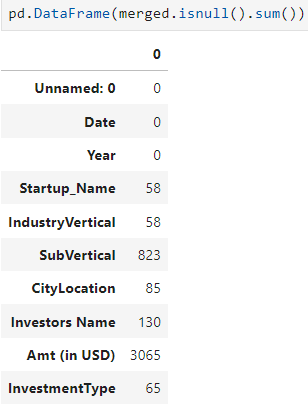 pd.DataFrame(merged.isnull().sum())
0
Unnamed: 0 0
Date 0
Year 0
Startup_Name 58
IndustryVertical 58
SubVertical 823
CityLocation 85
Investors Name 130
Amt (in USD) 3065
InvestmentType 65